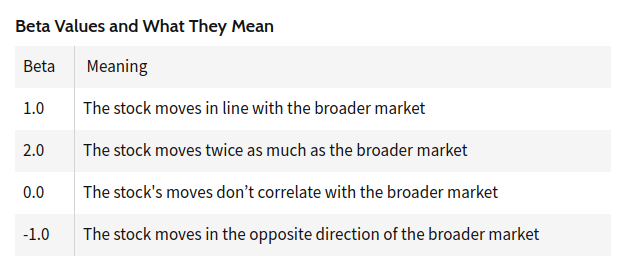 Beta Values and What They Mean
Beta Meaning
1.0 The stock moves in line with the broader market
2.0 The stock moves twice as much as the broader market
0.0 The stock's moves don’t correlate with the broader market
-1.0 The stock moves in the opposite direction of the broader market